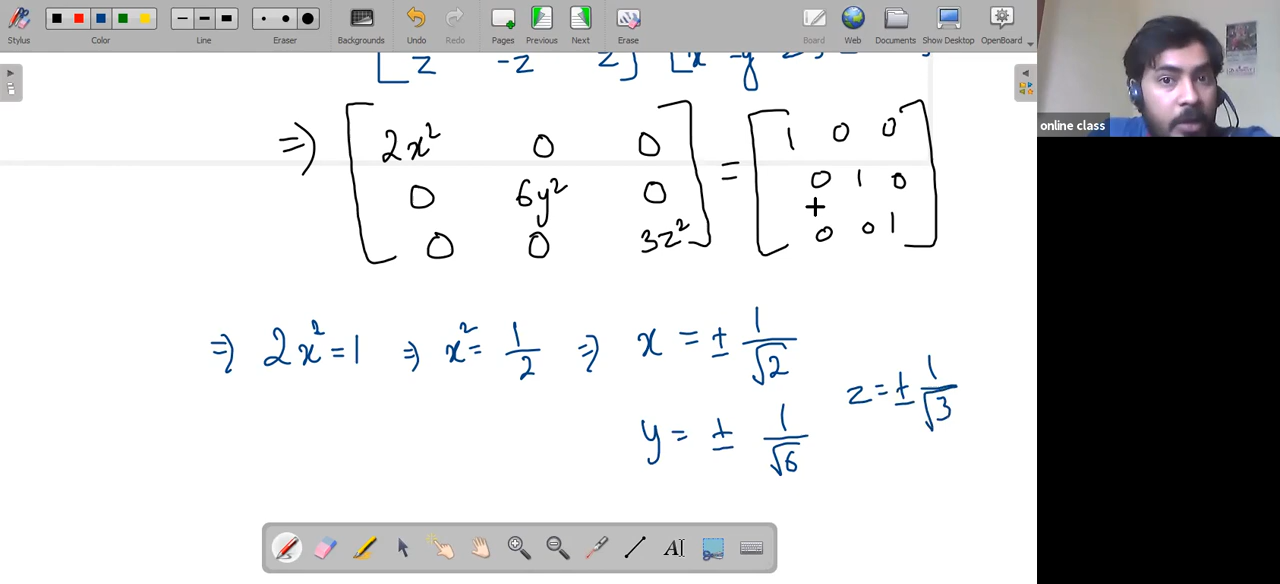 Stylus Color Line Eraser Backgrounds Undo Redo Pages Previous Next Erase Board Web Documents Show Desktop OpenBoard
[z -z z] [x -y z]
⇒ [2x² 0 0 = [1 0 0
0 6y² 0 0 1 0
0 0 3z²] 0 0 1]
online class
⇒ 2x² = 1 ⇒ x² = 1/2 ⇒ x = ± 1/√2
z = ± 1/√3
y = ± 1/√6
AI